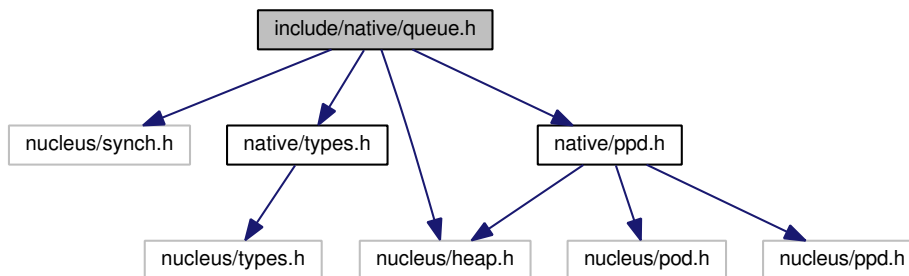 include/native/queue.h
nucleus/synch.h
native/types.h
native/ppd.h
nucleus/types.h
nucleus/heap.h
nucleus/pod.h
nucleus/ppd.h